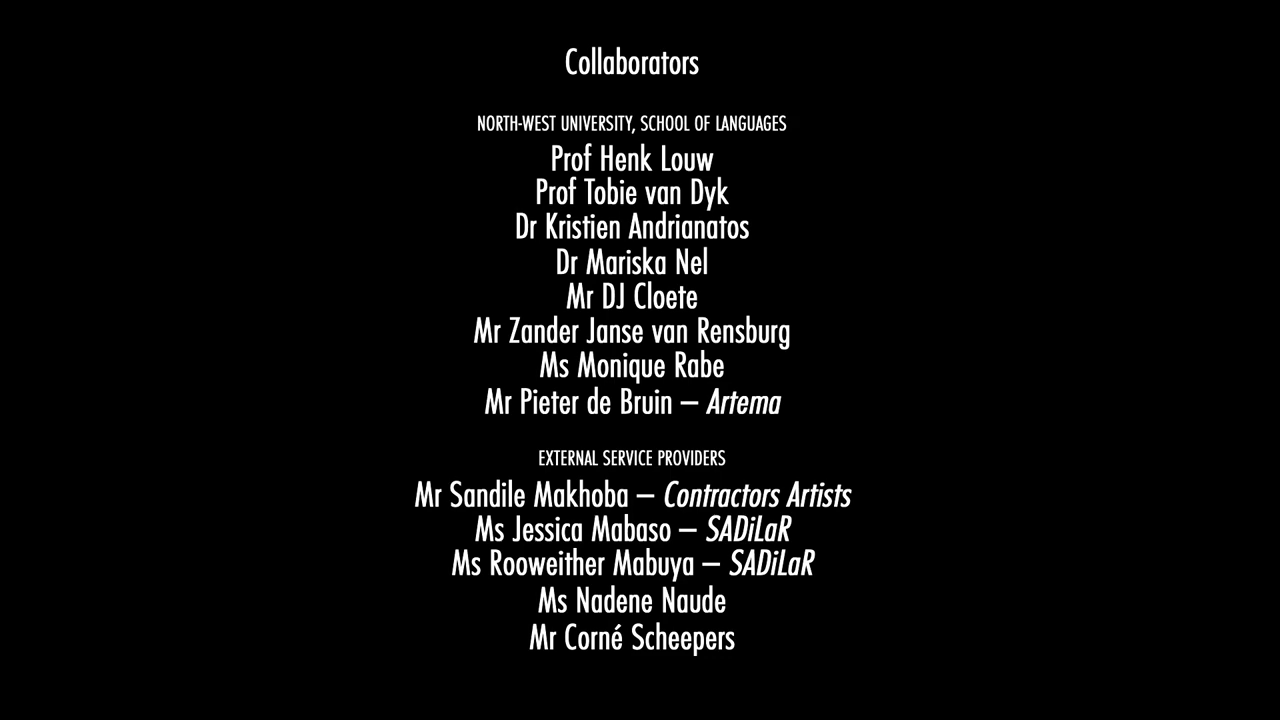 Collaborators
NORTH-WEST UNIVERSITY, SCHOOL OF LANGUAGES
Prof Henk Louw
Prof Tobie van Dyk
Dr Kristien Andrianatos
Dr Mariska Nel
Mr DJ Cloete
Mr Zander Janse van Rensburg
Ms Monique Rabe
Mr Pieter de Bruin – Artema
EXTERNAL SERVICE PROVIDERS
Mr Sandile Makhoba – Contractors Artists
Ms Jessica Mabaso – SADiLaR
Ms Rooweither Mabuya – SADiLaR
Ms Nadene Naude
Mr Corné Scheepers